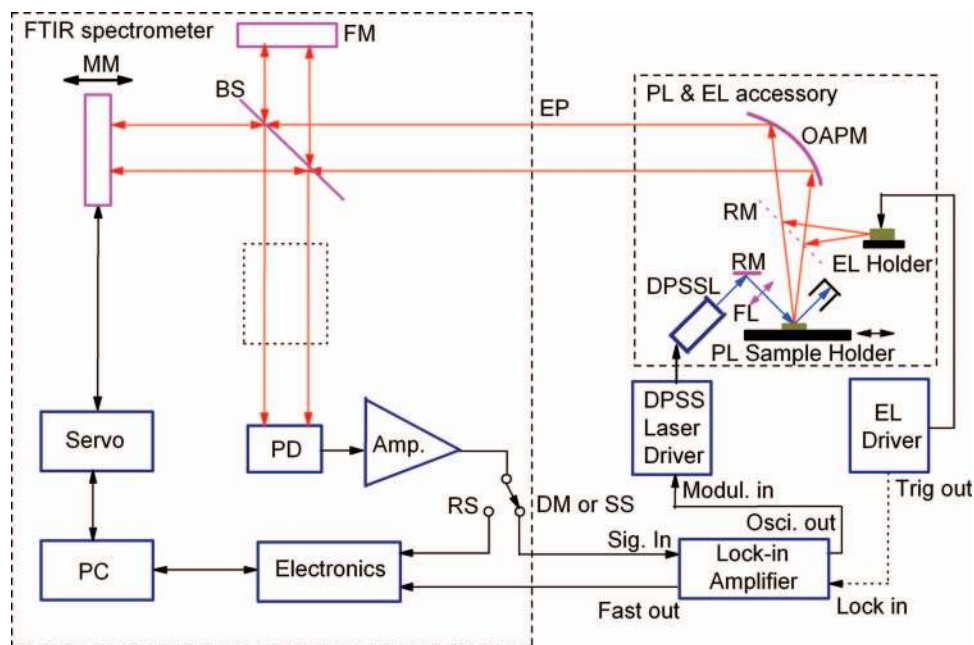 FTIR spectrometer
FM
MM
BS
EP
PL & EL accessory
OAPM
RM
EL Holder
RM
DPSSL
FL
PL Sample Holder
DPSS
Laser
Driver
EL
Driver
Servo
PD
Amp.
Modul. in
Trig out
RS
DM or SS
Osci. out
Sig. In
PC
Electronics
Lock-in
Amplifier
Fast out
Lock in